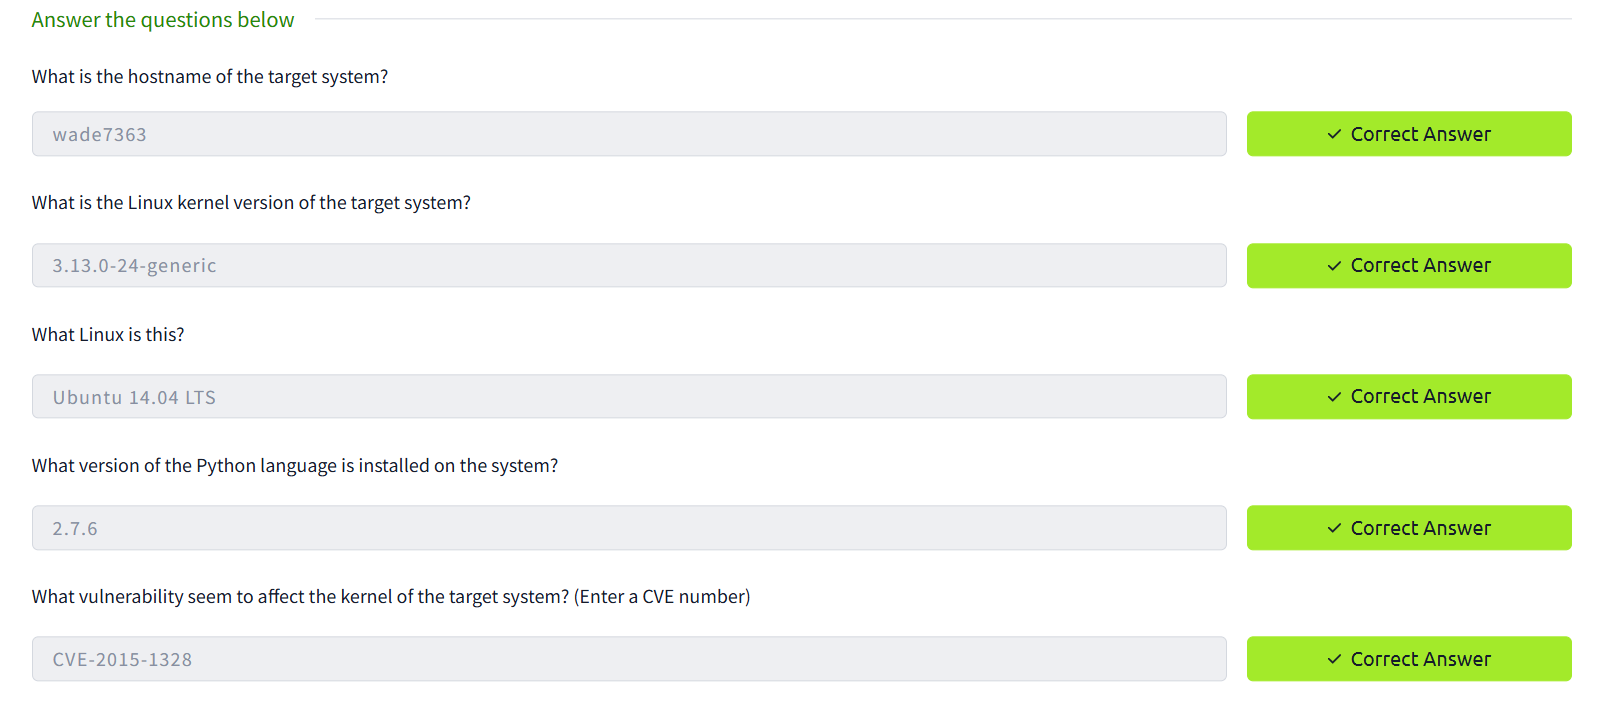 Answer the questions below
What is the hostname of the target system?
wade7363
✓ Correct Answer
What is the Linux kernel version of the target system?
3.13.0-24-generic
✓ Correct Answer
What Linux is this?
Ubuntu 14.04 LTS
✓ Correct Answer
What version of the Python language is installed on the system?
2.7.6
✓ Correct Answer
What vulnerability seem to affect the kernel of the target system? (Enter a CVE number)
CVE-2015-1328
✓ Correct Answer